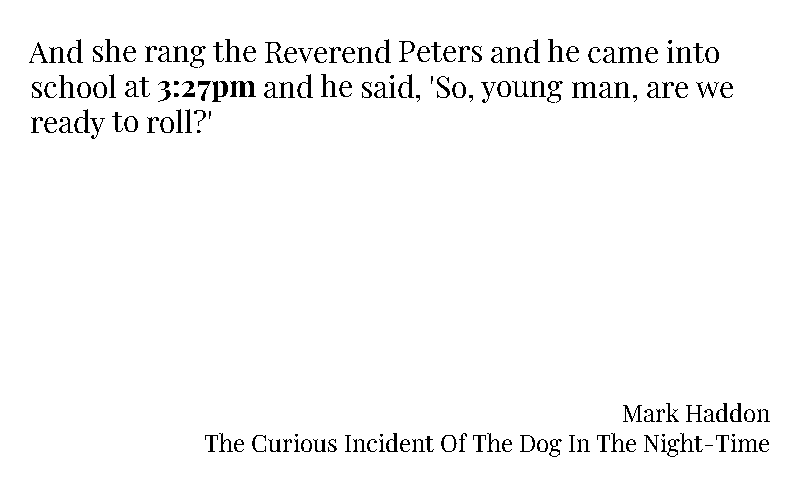 And she rang the Reverend Peters and he came into
school at 3:27pm and he said, 'So, young man, are we
ready to roll?'
Mark Haddon
The Curious Incident Of The Dog In The Night-Time